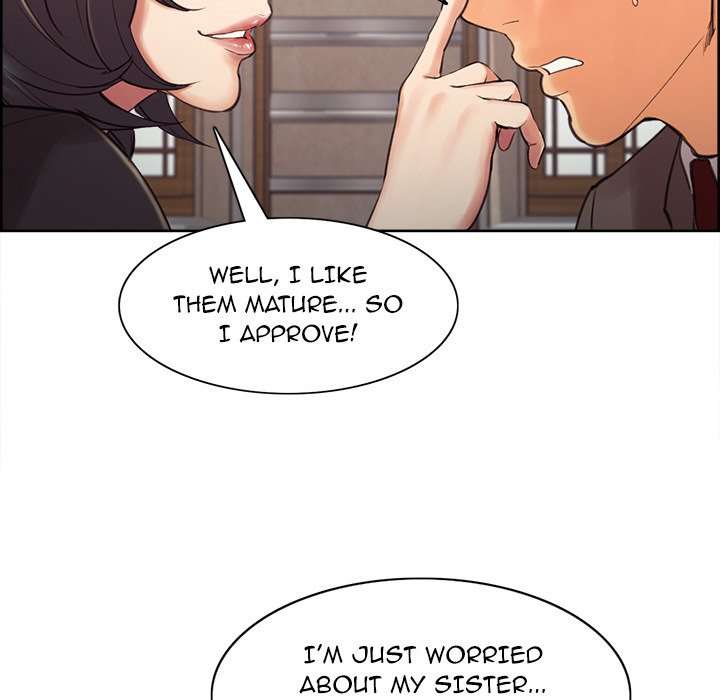 WELL, I LIKE
THEM MATURE... SO
I APPROVE!
I'M JUST WORRIED
ABOUT MY SISTER...